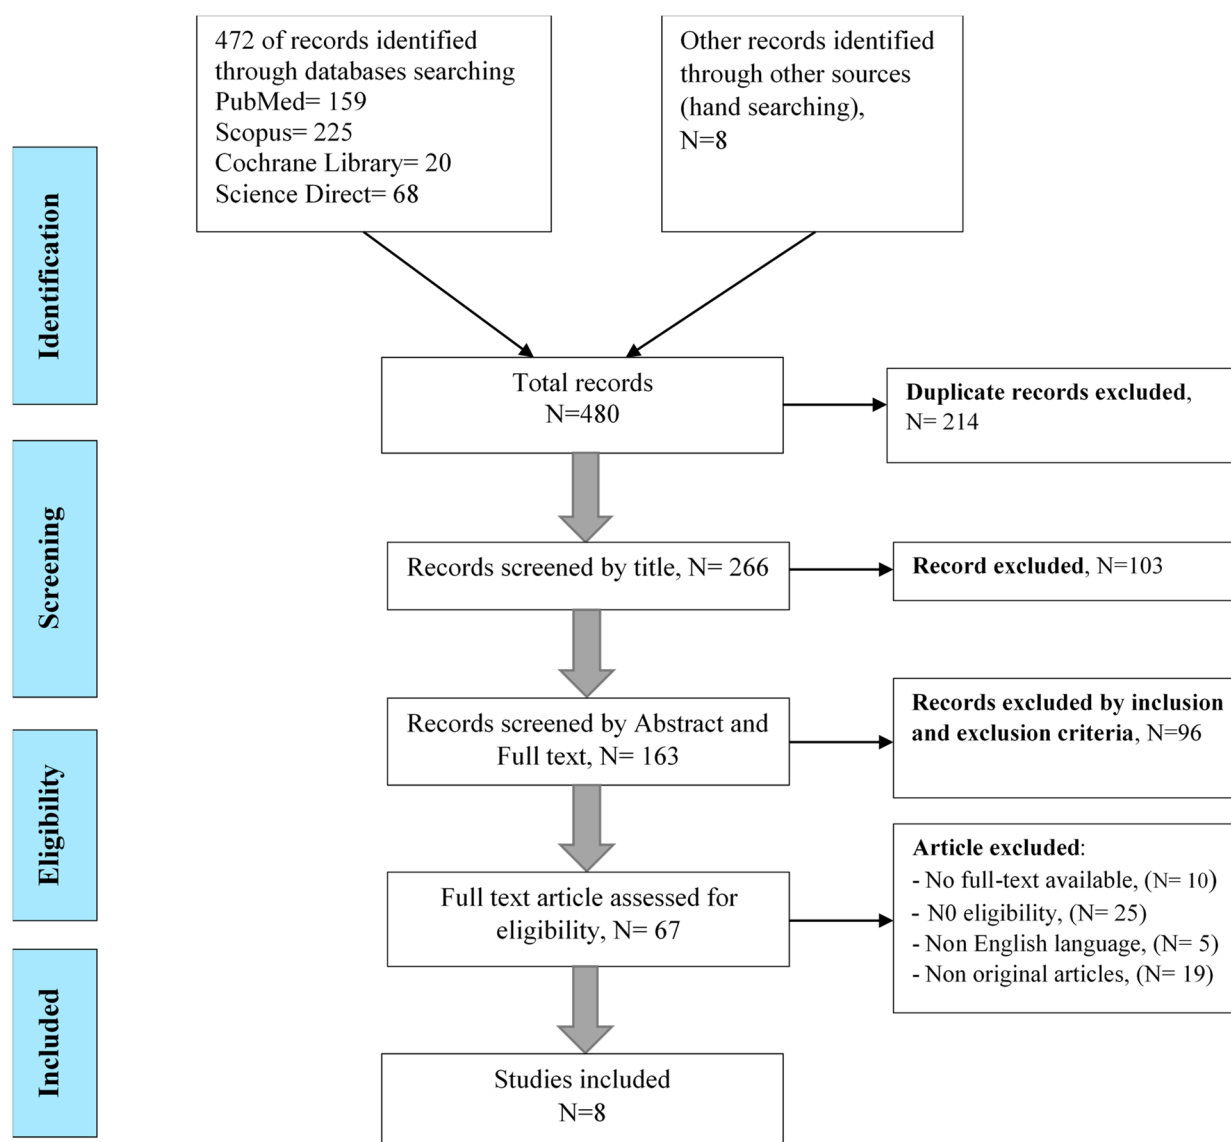 472 of records identified
through databases searching
PubMed= 159
Scopus= 225
Cochrane Library= 20
Science Direct= 68
Other records identified
through other sources
(hand searching),
N=8
Identification
Total records
N=480
Duplicate records excluded,
N= 214
Screening
Records screened by title, N= 266
Record excluded, N=103
Records screened by Abstract and
Full text, N= 163
Records excluded by inclusion
and exclusion criteria, N=96
Eligibility
Full text article assessed for
eligibility, N= 67
Article excluded:
- No full-text available, (N= 10)
- N0 eligibility, (N= 25)
- Non English language, (N= 5)
- Non original articles, (N= 19)
Included
Studies included
N=8